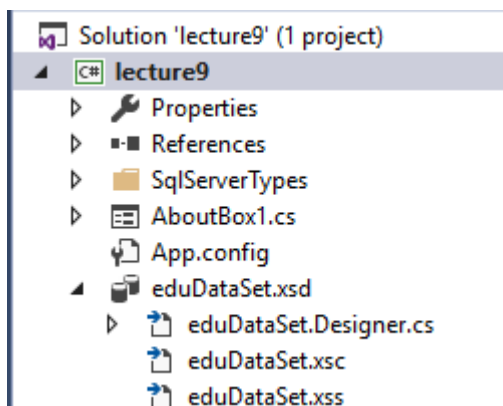 Solution 'lecture9' (1 project)
C# lecture9
Properties
References
SqlServerTypes
AboutBox1.cs
App.config
eduDataSet.xsd
eduDataSet.Designer.cs
eduDataSet.xsc
eduDataSet.xss